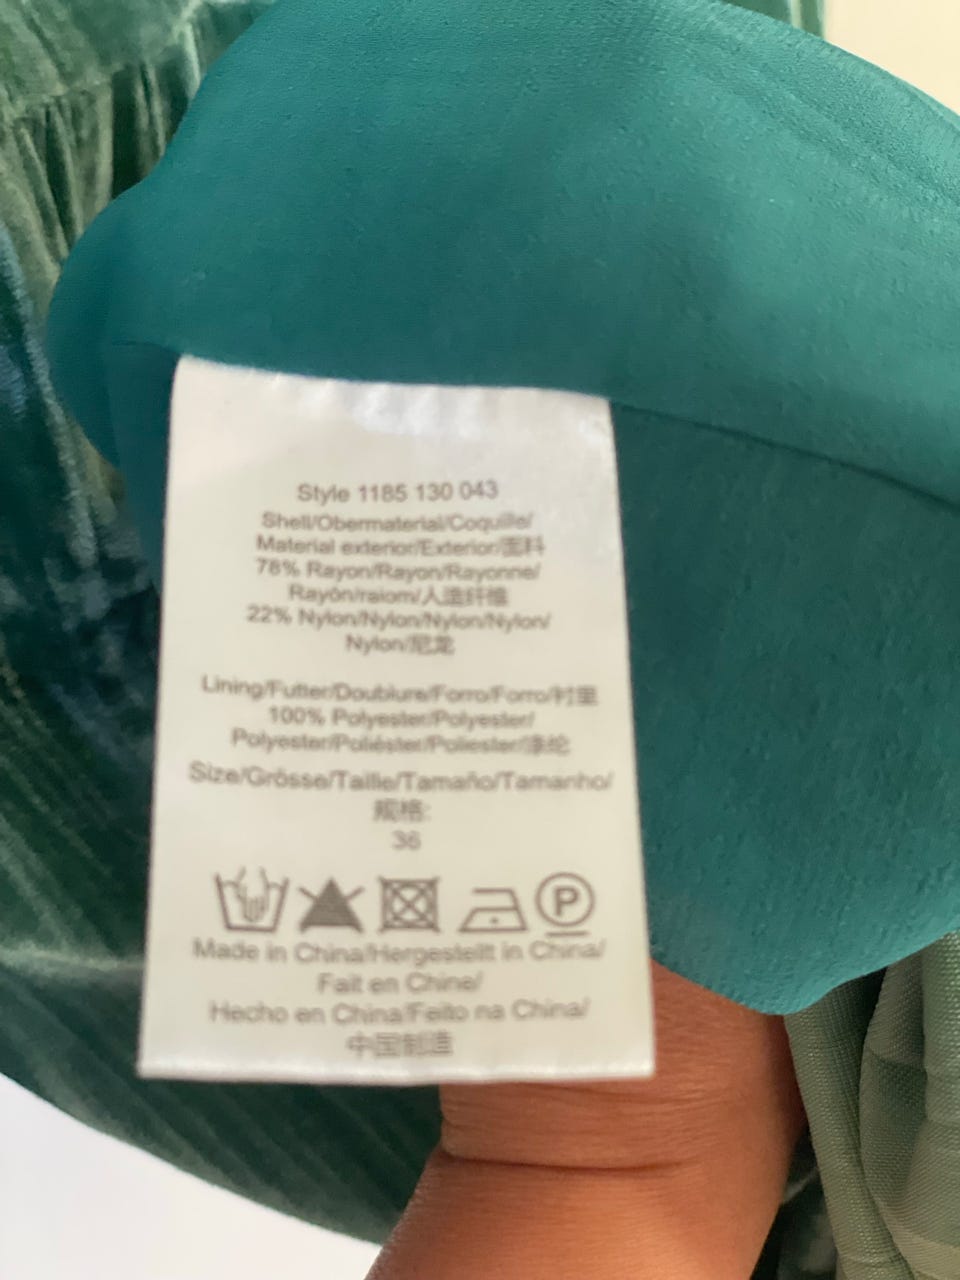 Style 1185 130 043
Shell/Obermaterial/Coquille/
Material exterior/Exterior/面料
78% Rayon/Rayon/Rayonne/
Rayón/raiom/人造纤维
22% Nylon/Nylon/Nylon/Nylon/
Nylon/尼龙
Lining/Futter/Doublure/Forro/Forro/衬里
100% Polyester/Polyester/
Polyester/Poliéster/Poliester/涤纶
Size/Grösse/Taille/Tamaño/Tamanho/
规格:
36
P
Made in China/Hergestellt in China/
Fait en Chine/
Hecho en China/Feito na China/
中国制造